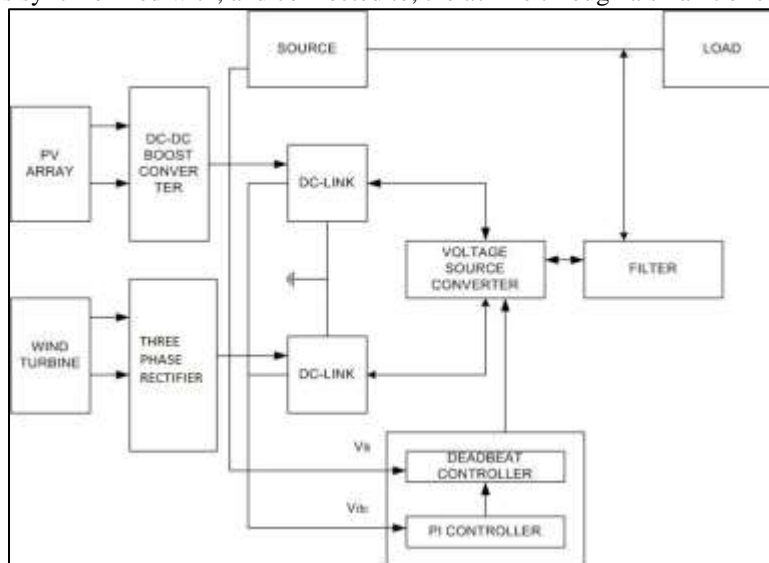 SOURCE
LOAD
PV
ARRAY
DC-DC
BOOST
CONVER
TER
DC-LINK
VOLTAGE
SOURCE
CONVERTER
FILTER
WIND
TURBINE
THREE
PHASE
RECTIFIER
DC-LINK
Vs
DEADBEAT
CONTROLLER
Vdc
PI CONTROLLER